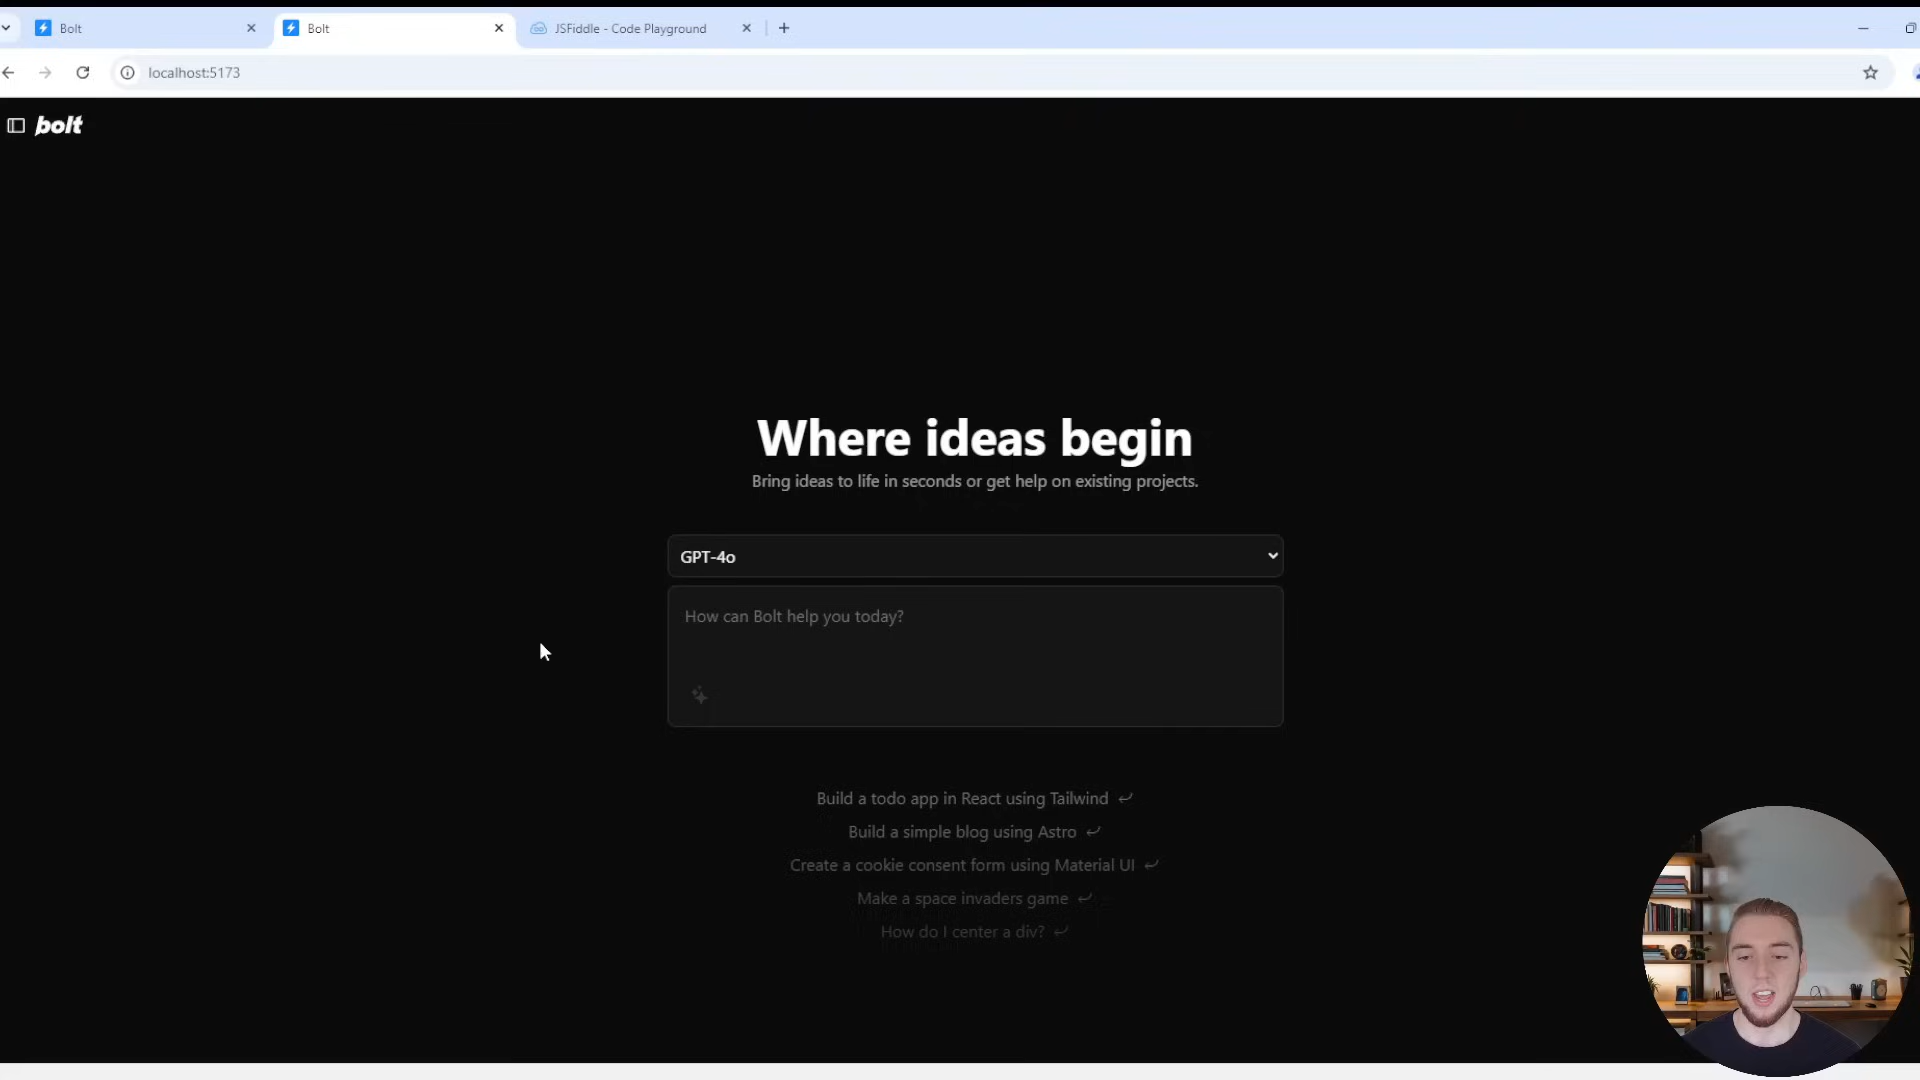 Bolt
Bolt
JSFiddle - Code Playground
localhost:5173
bolt
Where ideas begin
Bring ideas to life in seconds or get help on existing projects.
GPT-4o
How can Bolt help you today?
Build a todo app in React using Tailwind
Build a simple blog using Astro
Create a cookie consent form using Material UI
Make a space invaders game
How do I center a div?